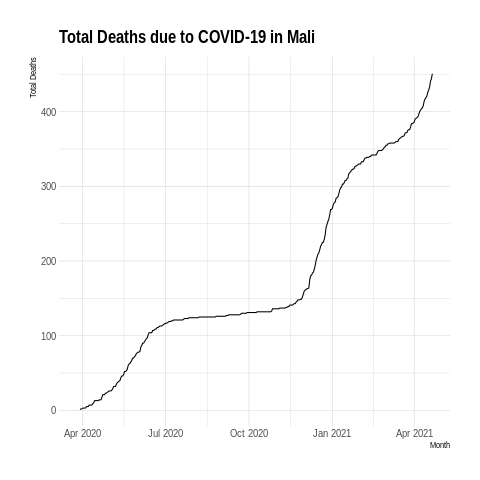 Total Deaths due to COVID-19 in Mali
Total Deaths
400
300
200
100
0
Apr 2020 Jul 2020 Oct 2020 Jan 2021 Apr 2021
Month